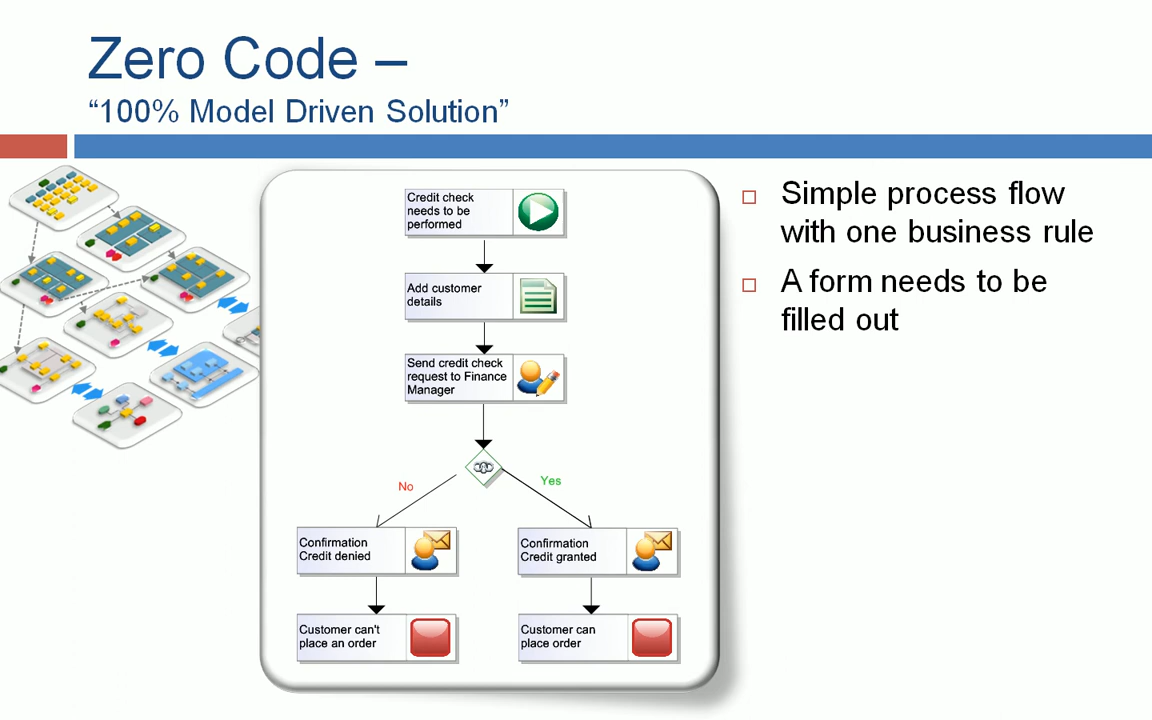 Zero Code –
“100% Model Driven Solution”
Credit check
needs to be
performed
Add customer
details
Send credit check
request to Finance
Manager
No
Yes
Confirmation
Credit denied
Confirmation
Credit granted
Customer can't
place an order
Customer can
place order
Simple process flow
with one business rule
A form needs to be
filled out